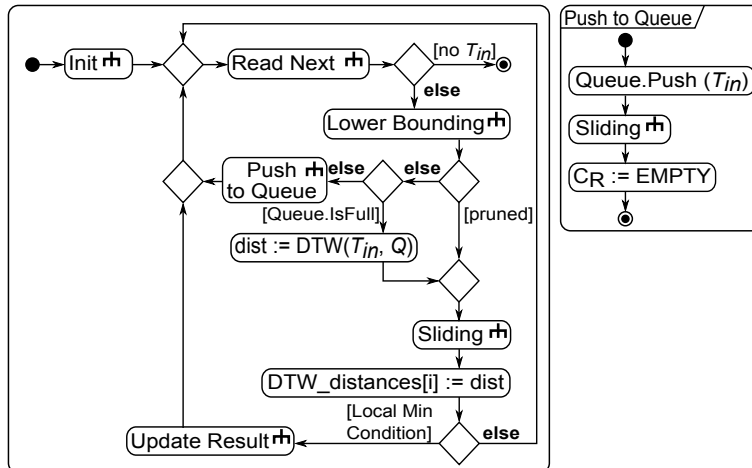 Init
Read Next
[no Tin]
else
Lower Bounding
Push
to Queue
else
else
[Queue.IsFull]
[pruned]
dist := DTW(Tin, Q)
Sliding
DTW_distances[i] := dist
[Local Min
Condition]
else
Update Result
Push to Queue
Queue.Push (Tin)
Sliding
CR := EMPTY